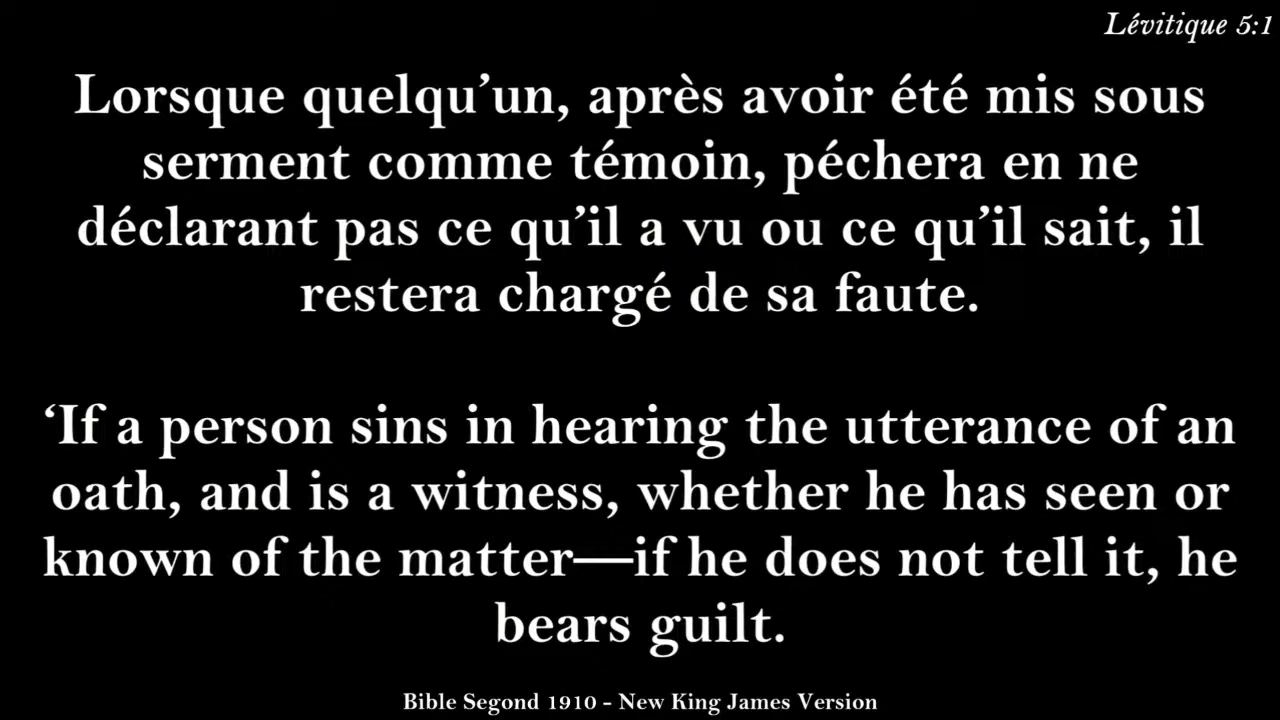 Lévitique 5:1
Lorsque quelqu’un, après avoir été mis sous
serment comme témoin, péchera en ne
déclarant pas ce qu’il a vu ou ce qu’il sait, il
restera chargé de sa faute.
‘If a person sins in hearing the utterance of an
oath, and is a witness, whether he has seen or
known of the matter—if he does not tell it, he
bears guilt.
Bible Segond 1910 - New King James Version